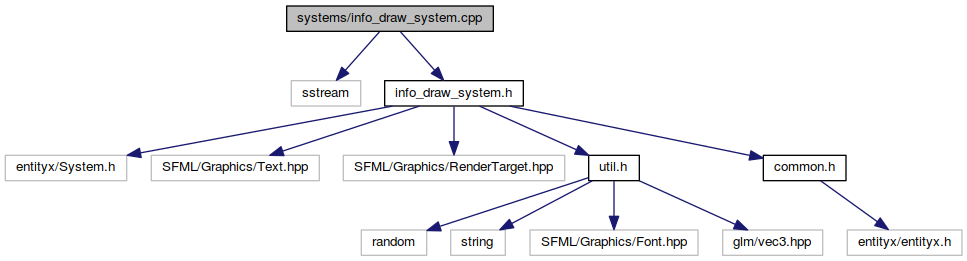 systems/info_draw_system.cpp
sstream
info_draw_system.h
entityx/System.h
SFML/Graphics/Text.hpp
SFML/Graphics/RenderTarget.hpp
util.h
common.h
random
string
SFML/Graphics/Font.hpp
glm/vec3.hpp
entityx/entityx.h